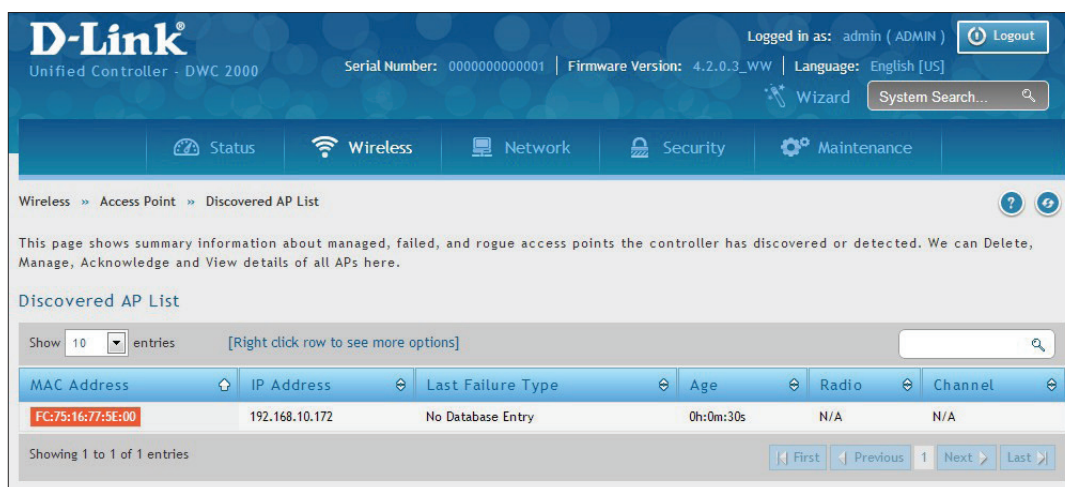 D-Link®
Unified Controller - DWC 2000
Logged in as: admin ( ADMIN ) Logout
Serial Number: 0000000000001 | Firmware Version: 4.2.0.3_WW | Language: English [US]
Wizard System Search...
Status Wireless Network Security Maintenance
Wireless » Access Point » Discovered AP List
This page shows summary information about managed, failed, and rogue access points the controller has discovered or detected. We can Delete,
Manage, Acknowledge and View details of all APs here.
Discovered AP List
Show 10 entries [Right click row to see more options]
MAC Address IP Address Last Failure Type Age Radio Channel
FC:75:16:77:5E:00 192.168.10.172 No Database Entry 0h:0m:30s N/A N/A
Showing 1 to 1 of 1 entries First Previous 1 Next Last